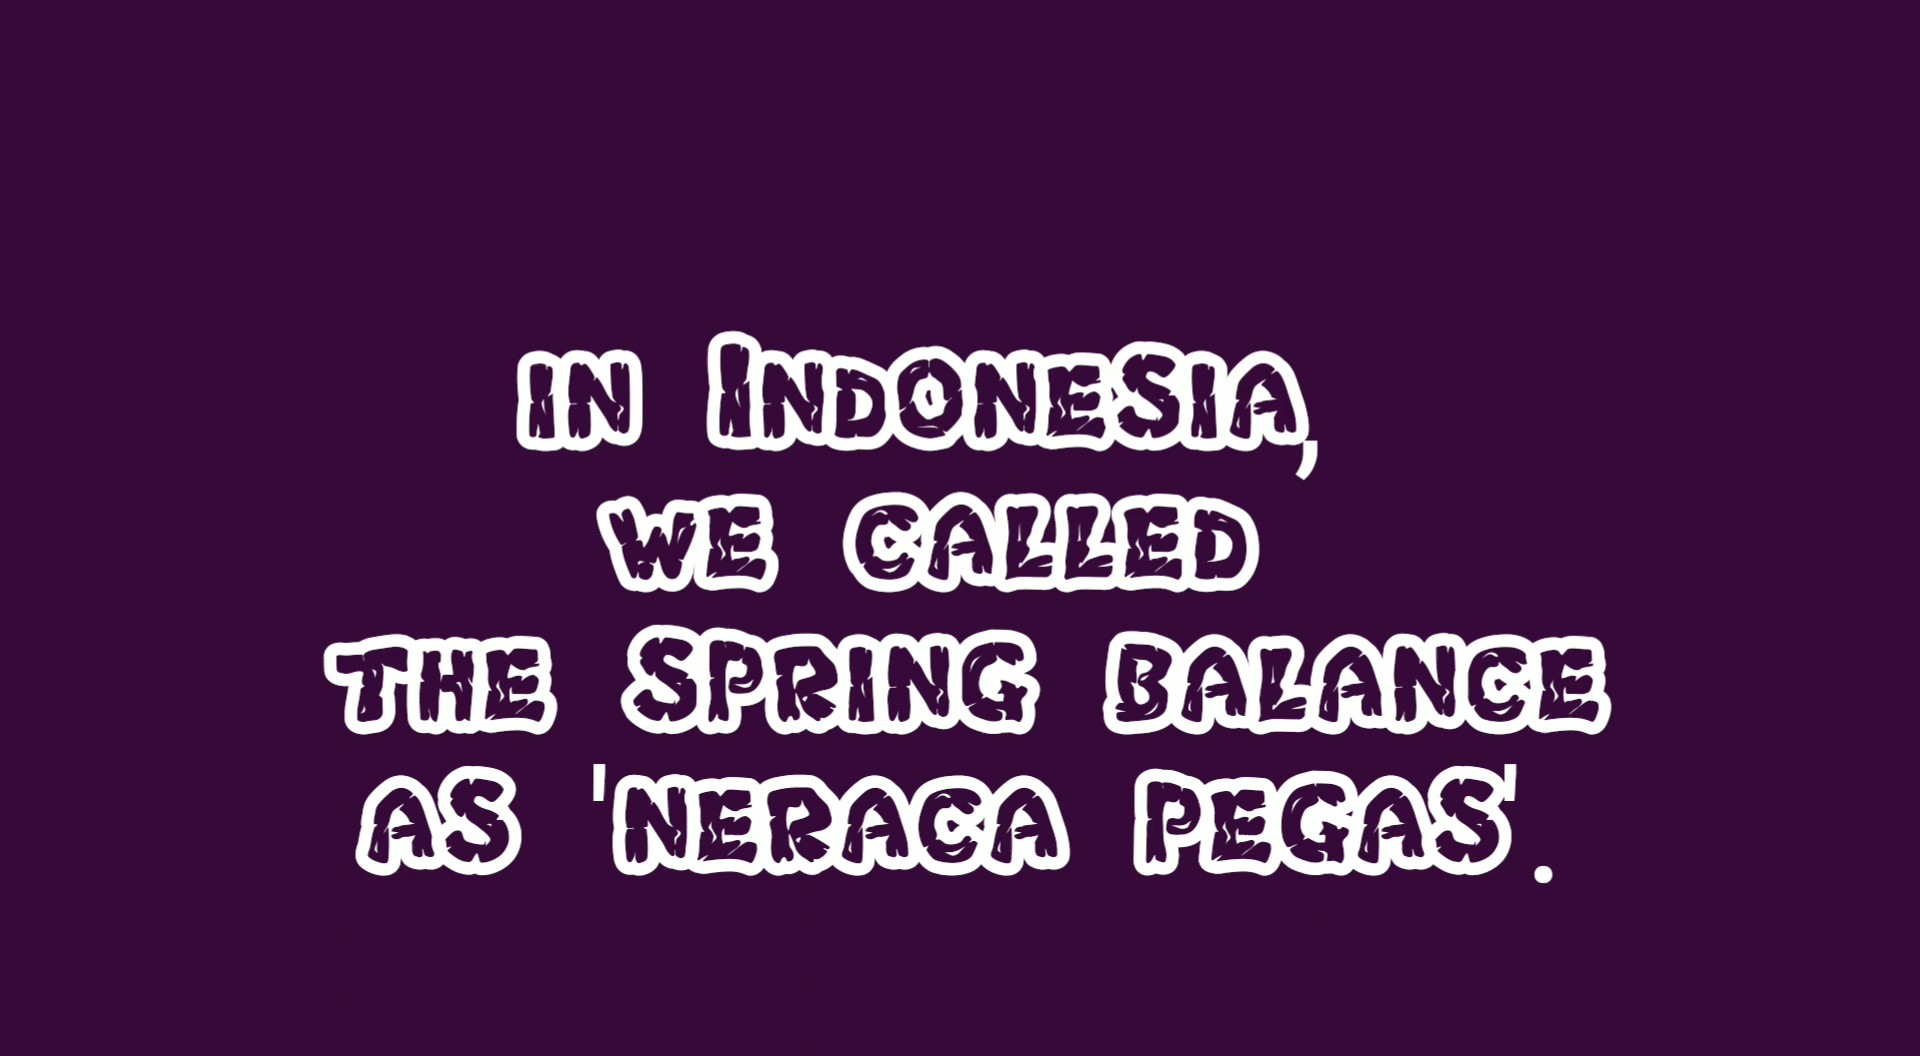 in Indonesia,
we called
the Spring balance
as 'neraca pegas'.